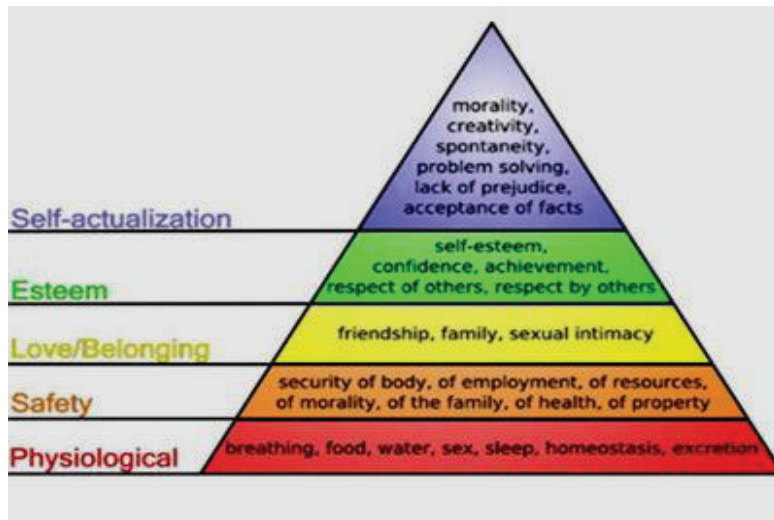 morality,
creativity,
spontaneity,
problem solving,
lack of prejudice,
acceptance of facts
Self-actualization
self-esteem,
confidence, achievement,
respect of others, respect by others
Esteem
friendship, family, sexual intimacy
Love/Belonging
security of body, of employment, of resources,
of morality, of the family, of health, of property
Safety
breathing, food, water, sex, sleep, homeostasis, excretion
Physiological